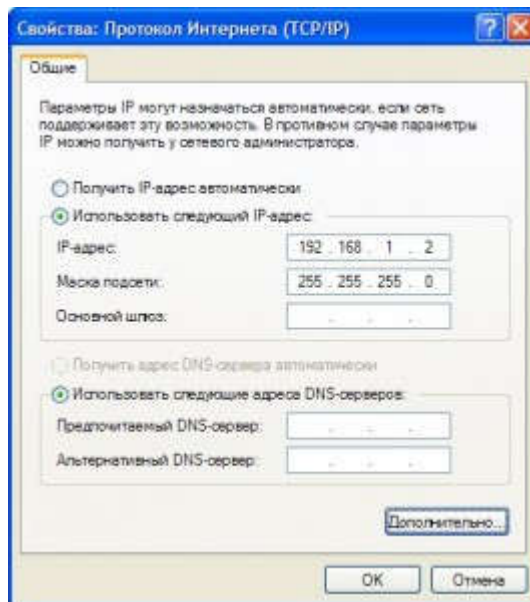 Свойства: Протокол Интернета (TCP/IP)
Общие
Параметры IP могут назначаться автоматически, если сеть
поддерживает эту возможность. В противном случае параметры
IP можно получить у сетевого администратора.
Получить IP-адрес автоматически
Использовать следующий IP-адрес:
IP-адрес: 192 . 168 . 1 . 2
Маска подсети: 255 . 255 . 255 . 0
Основной шлюз: . . .
Получить адрес DNS-сервера автоматически
Использовать следующие адреса DNS-серверов:
Предпочитаемый DNS-сервер: . . .
Альтернативный DNS-сервер: . . .
Дополнительно...
OK Отмена